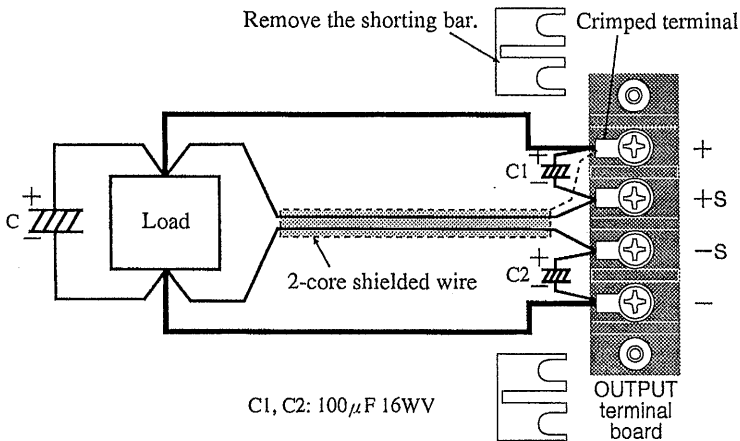 Remove the shorting bar.
Crimped terminal
+
+
C1
−
+S
+
C
−
Load
−S
+
C2
−
2-core shielded wire
−
C1, C2: 100μF 16WV
OUTPUT
terminal
board